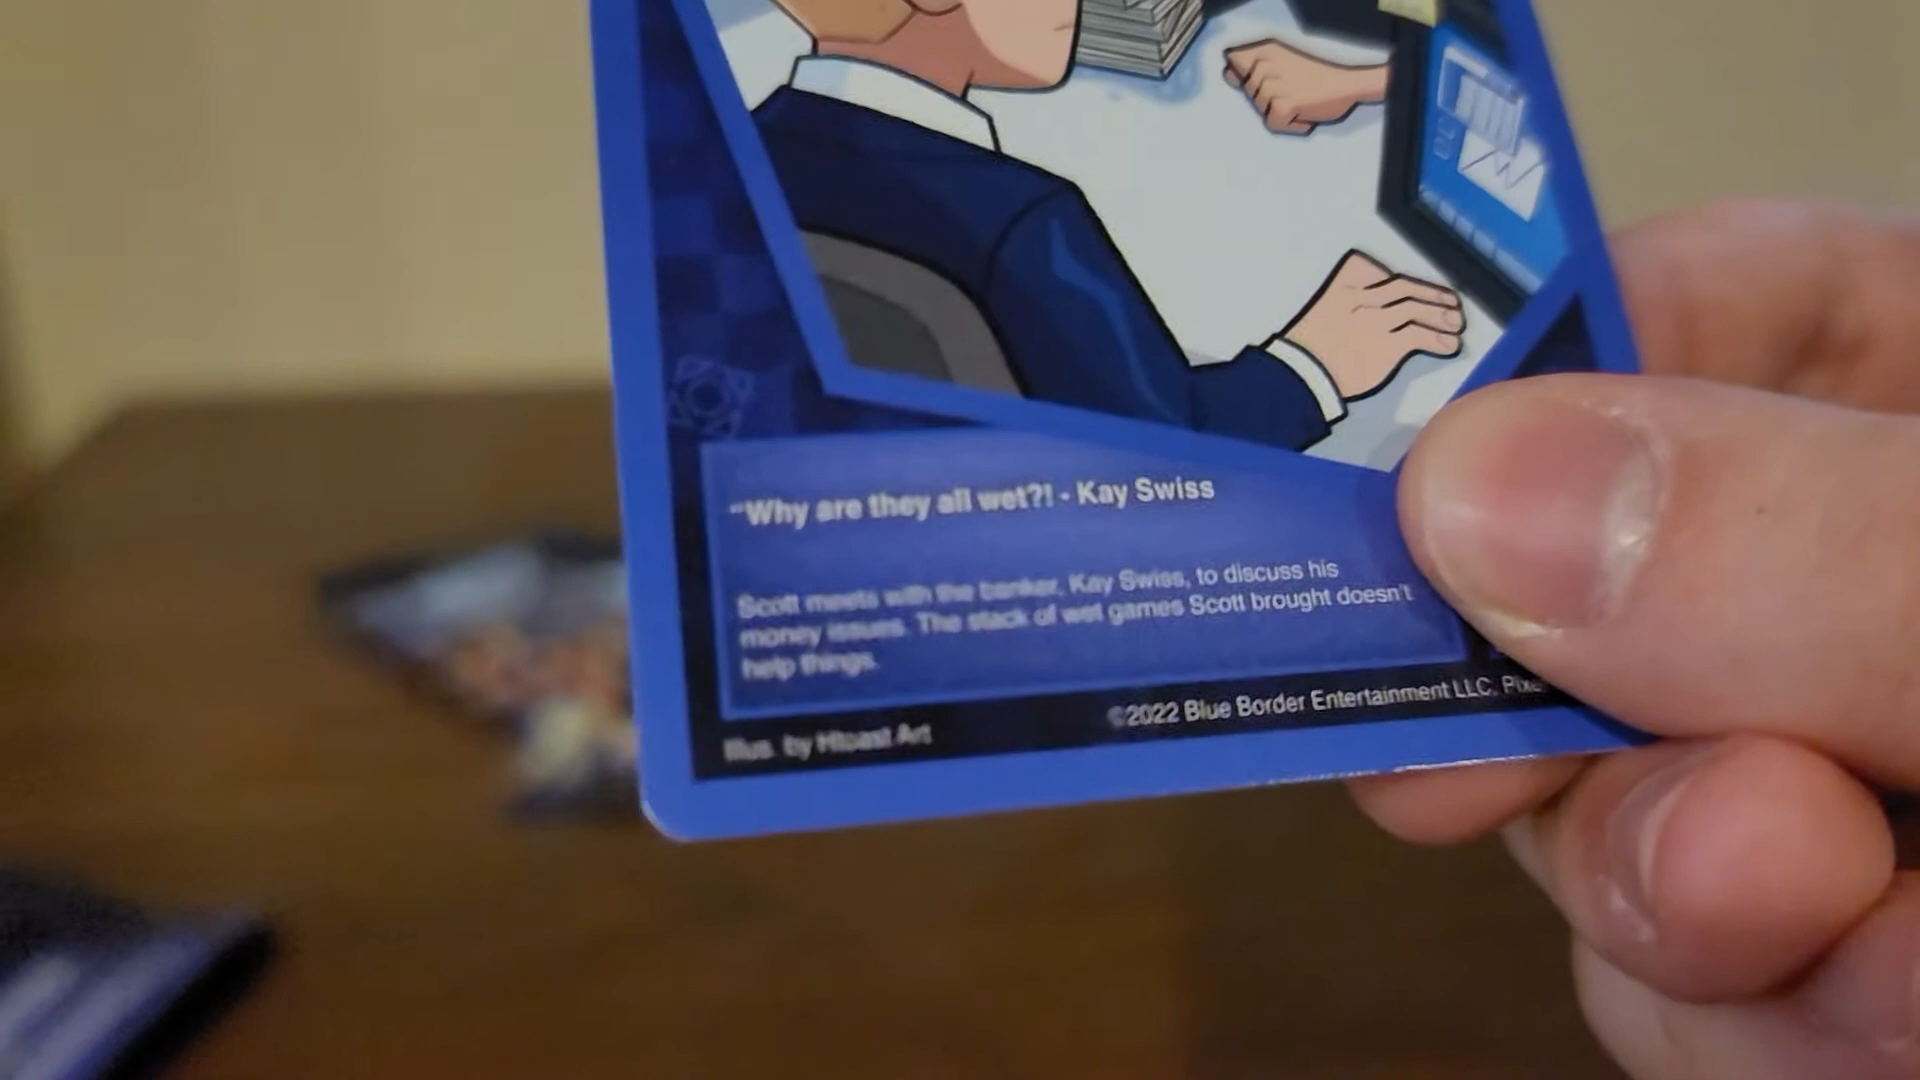 "Why are they all wet?! - Kay Swiss
Scott meets with the banker, Kay Swiss, to discuss his
money issues. The stack of wet games Scott brought doesn't
help things.
Illus. by Htoast Art
©2022 Blue Border Entertainment LLC. Pixe